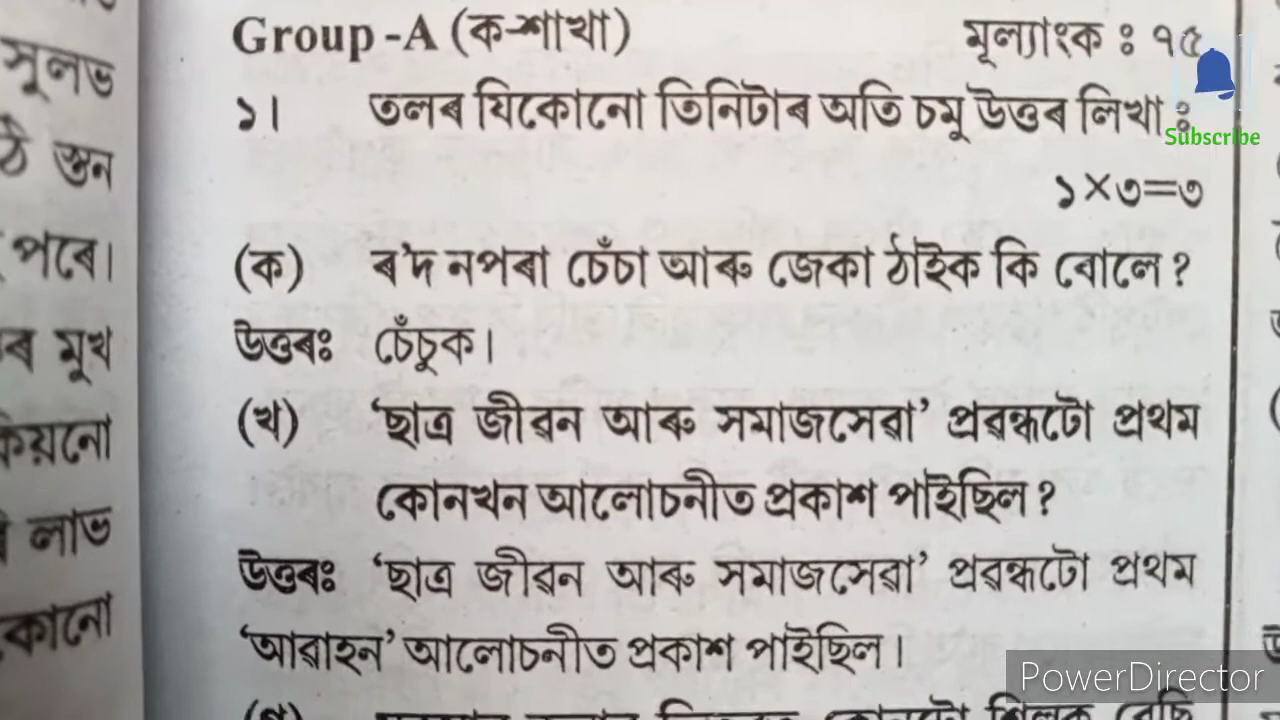 Group -A (ক-শাখা) মূল্যাংক : ৭৫
১। তলৰ যিকোনো তিনিটাৰ অতি চমু উত্তৰ লিখা :
Subscribe
১×৩=৩
(ক) ৰ'দ নপৰা চেঁচা আৰু জেকা ঠাইক কি বোলে ?
উত্তৰঃ চেঁচুক।
(খ) ‘ছাত্ৰ জীৱন আৰু সমাজসেৱা’ প্ৰৱন্ধটো প্ৰথম
কোনখন আলোচনীত প্ৰকাশ পাইছিল ?
উত্তৰঃ ‘ছাত্ৰ জীৱন আৰু সমাজসেৱা’ প্ৰৱন্ধটো প্ৰথম
‘আৱাহন’ আলোচনীত প্ৰকাশ পাইছিল।
PowerDirector
সুলভ
গুন
পৰে।
মুখ
লাভ